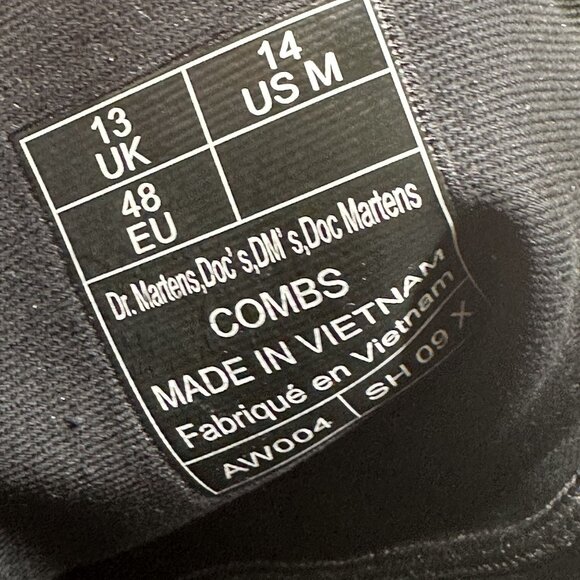 13 UK
14 US M
48 EU
Dr. Martens,Doc's,DM's,Doc Martens
COMBS
MADE IN VIETNAM
Fabriqué en Vietnam
AW004 SH 09 X